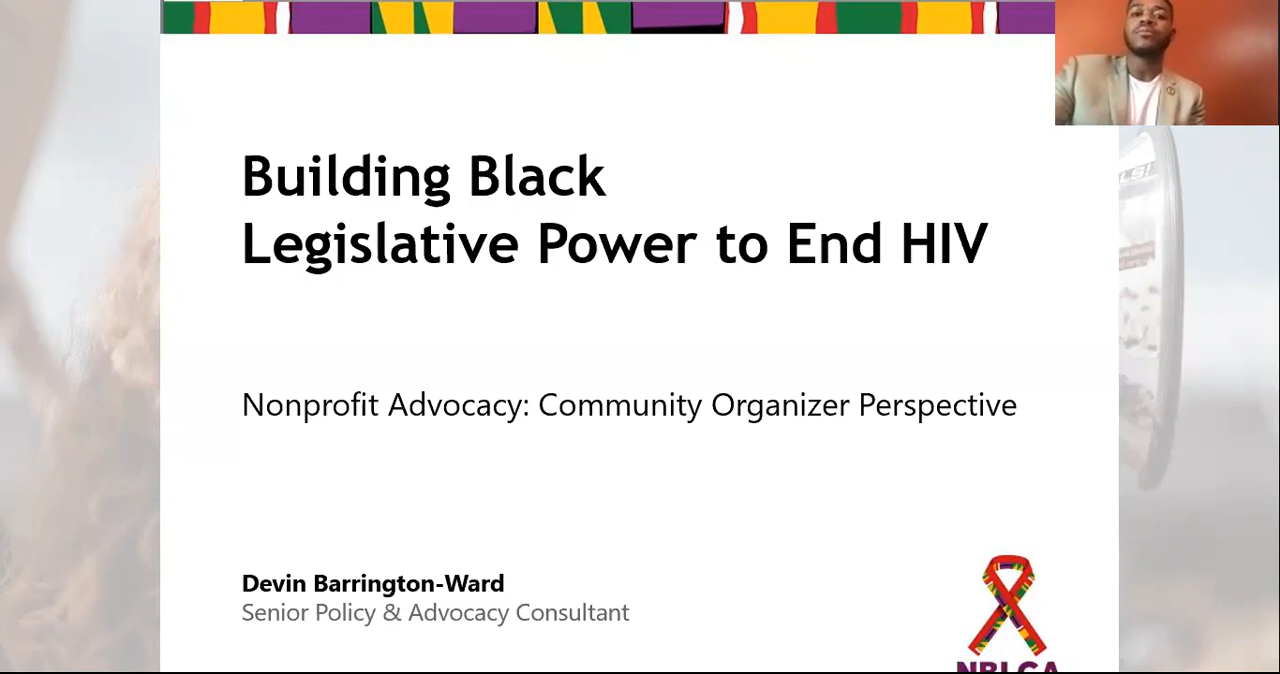 Building Black
Legislative Power to End HIV
Nonprofit Advocacy: Community Organizer Perspective
Devin Barrington-Ward
Senior Policy & Advocacy Consultant
NBLCA